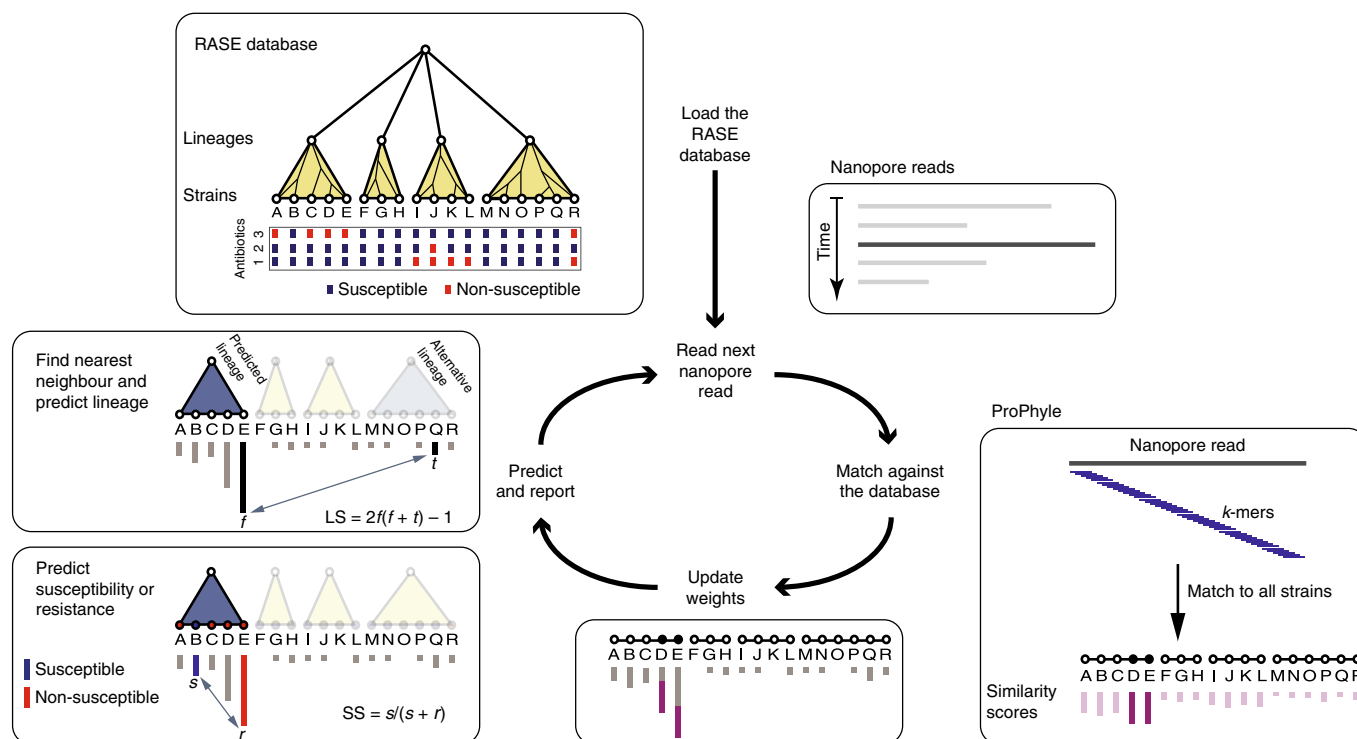 RASE database
Lineages
Strains
A B C D E F G H I J K L M N O P Q R
Antibiotics
3
2
1
Susceptible
Non-susceptible
Load the
RASE
database
Nanopore reads
Time
Read next
nanopore
read
Match against
the database
Update
weights
Predict
and report
Find nearest
neighbour and
predict lineage
Predicted
lineage
Alternative
lineage
A B C D E F G H I J K L M N O P Q R
t
f
LS = 2f(f + t) − 1
Predict
susceptibility or
resistance
A B C D E F G H I J K L M N O P Q R
Susceptible
Non-susceptible
s
r
SS = s/(s + r)
A B C D E F G H I J K L M N O P Q R
ProPhyle
Nanopore read
k-mers
Match to all strains
A B C D E F G H I J K L M N O P Q R
Similarity
scores